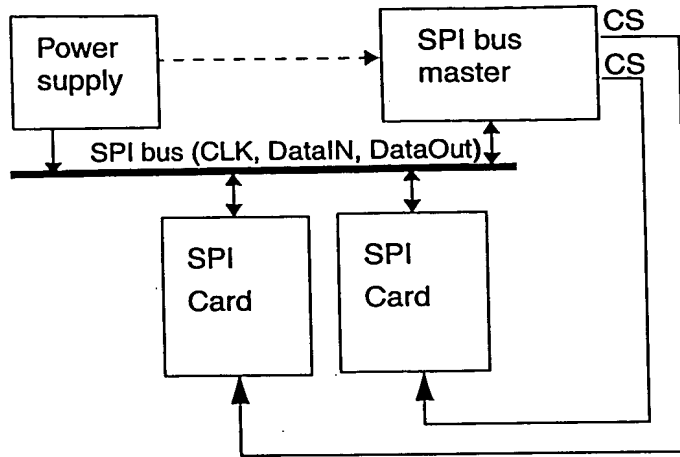 Power
supply
SPI bus
master
CS
CS
SPI bus (CLK, DataIN, DataOut)
SPI
Card
SPI
Card